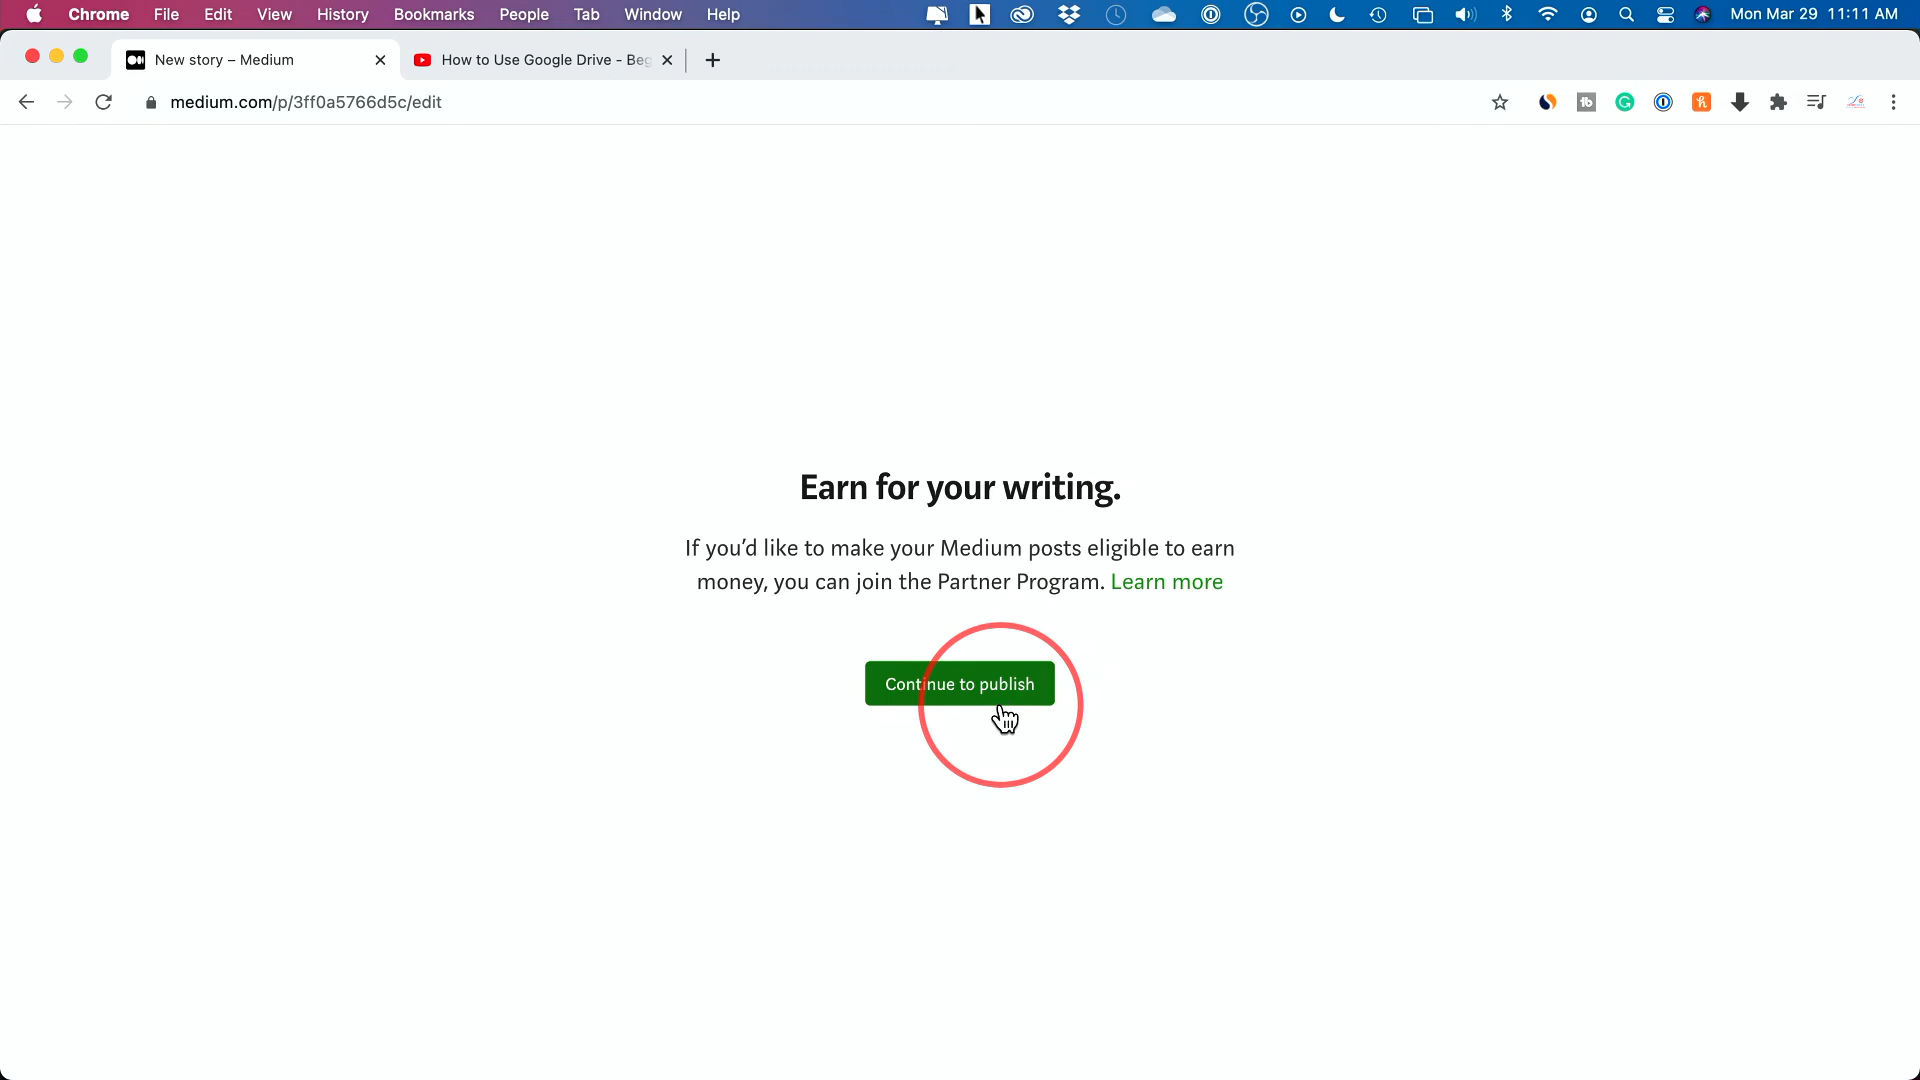 Chrome File Edit View History Bookmarks People Tab Window Help Mon Mar 29 11:11 AM
New story – Medium How to Use Google Drive - Beg
medium.com/p/3ff0a5766d5c/edit
Earn for your writing.
If you’d like to make your Medium posts eligible to earn
money, you can join the Partner Program. Learn more
Continue to publish